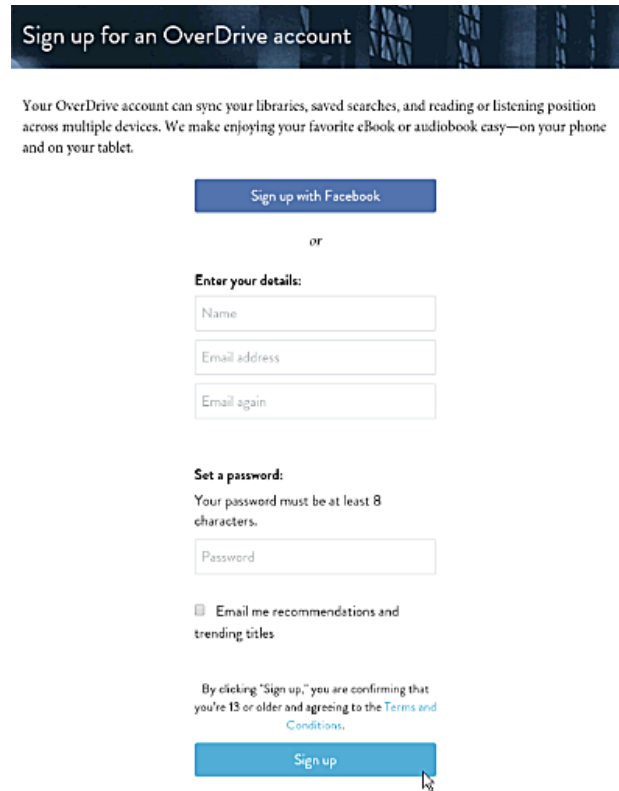 Sign up for an OverDrive account
Your OverDrive account can sync your libraries, saved searches, and reading or listening position
across multiple devices. We make enjoying your favorite eBook or audiobook easy—on your phone
and on your tablet.
Sign up with Facebook
or
Enter your details:
Name
Email address
Email again
Set a password:
Your password must be at least 8
characters.
Password
Email me recommendations and
trending titles
By clicking "Sign up," you are confirming that
you're 13 or older and agreeing to the Terms and
Conditions.
Sign up